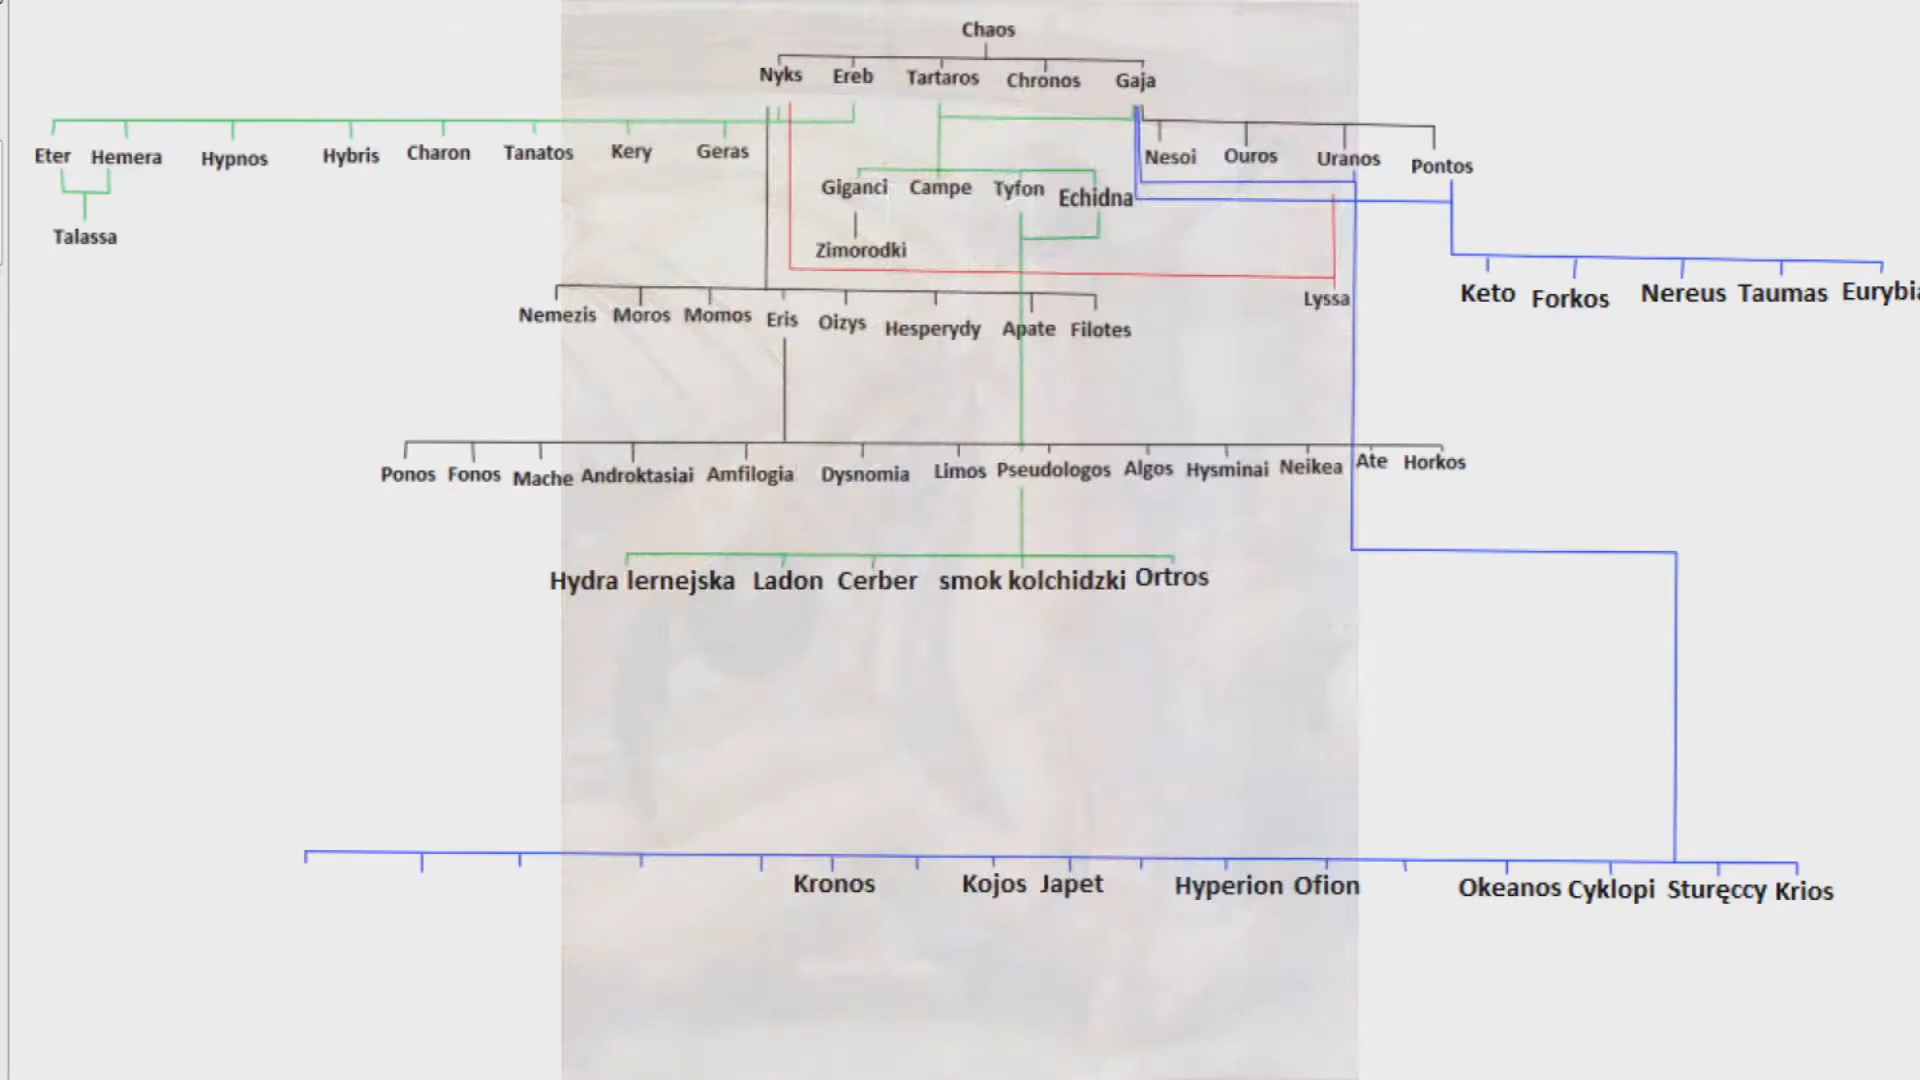 Chaos
Nyks Ereb Tartaros Chronos Gaja
Eter Hemera Hypnos Hybris Charon Tanatos Kery Geras Nesoi Ouros Uranos Pontos
Giganci Campe Tyfon Echidna
Talassa Zimorodki
Nemezis Moros Momos Eris Oizys Hesperydy Apate Filotes Lyssa Keto Forkos Nereus Taumas Eurybia
Ponos Fonos Mache Androktasiai Amfilogia Dysnomia Limos Pseudologos Algos Hysminai Neikea Ate Horkos
Hydra lernejska Ladon Cerber smok kolchidzki Ortros
Kronos Kojos Japet Hyperion Ofion Okeanos Cyklopi Sturęccy Krios